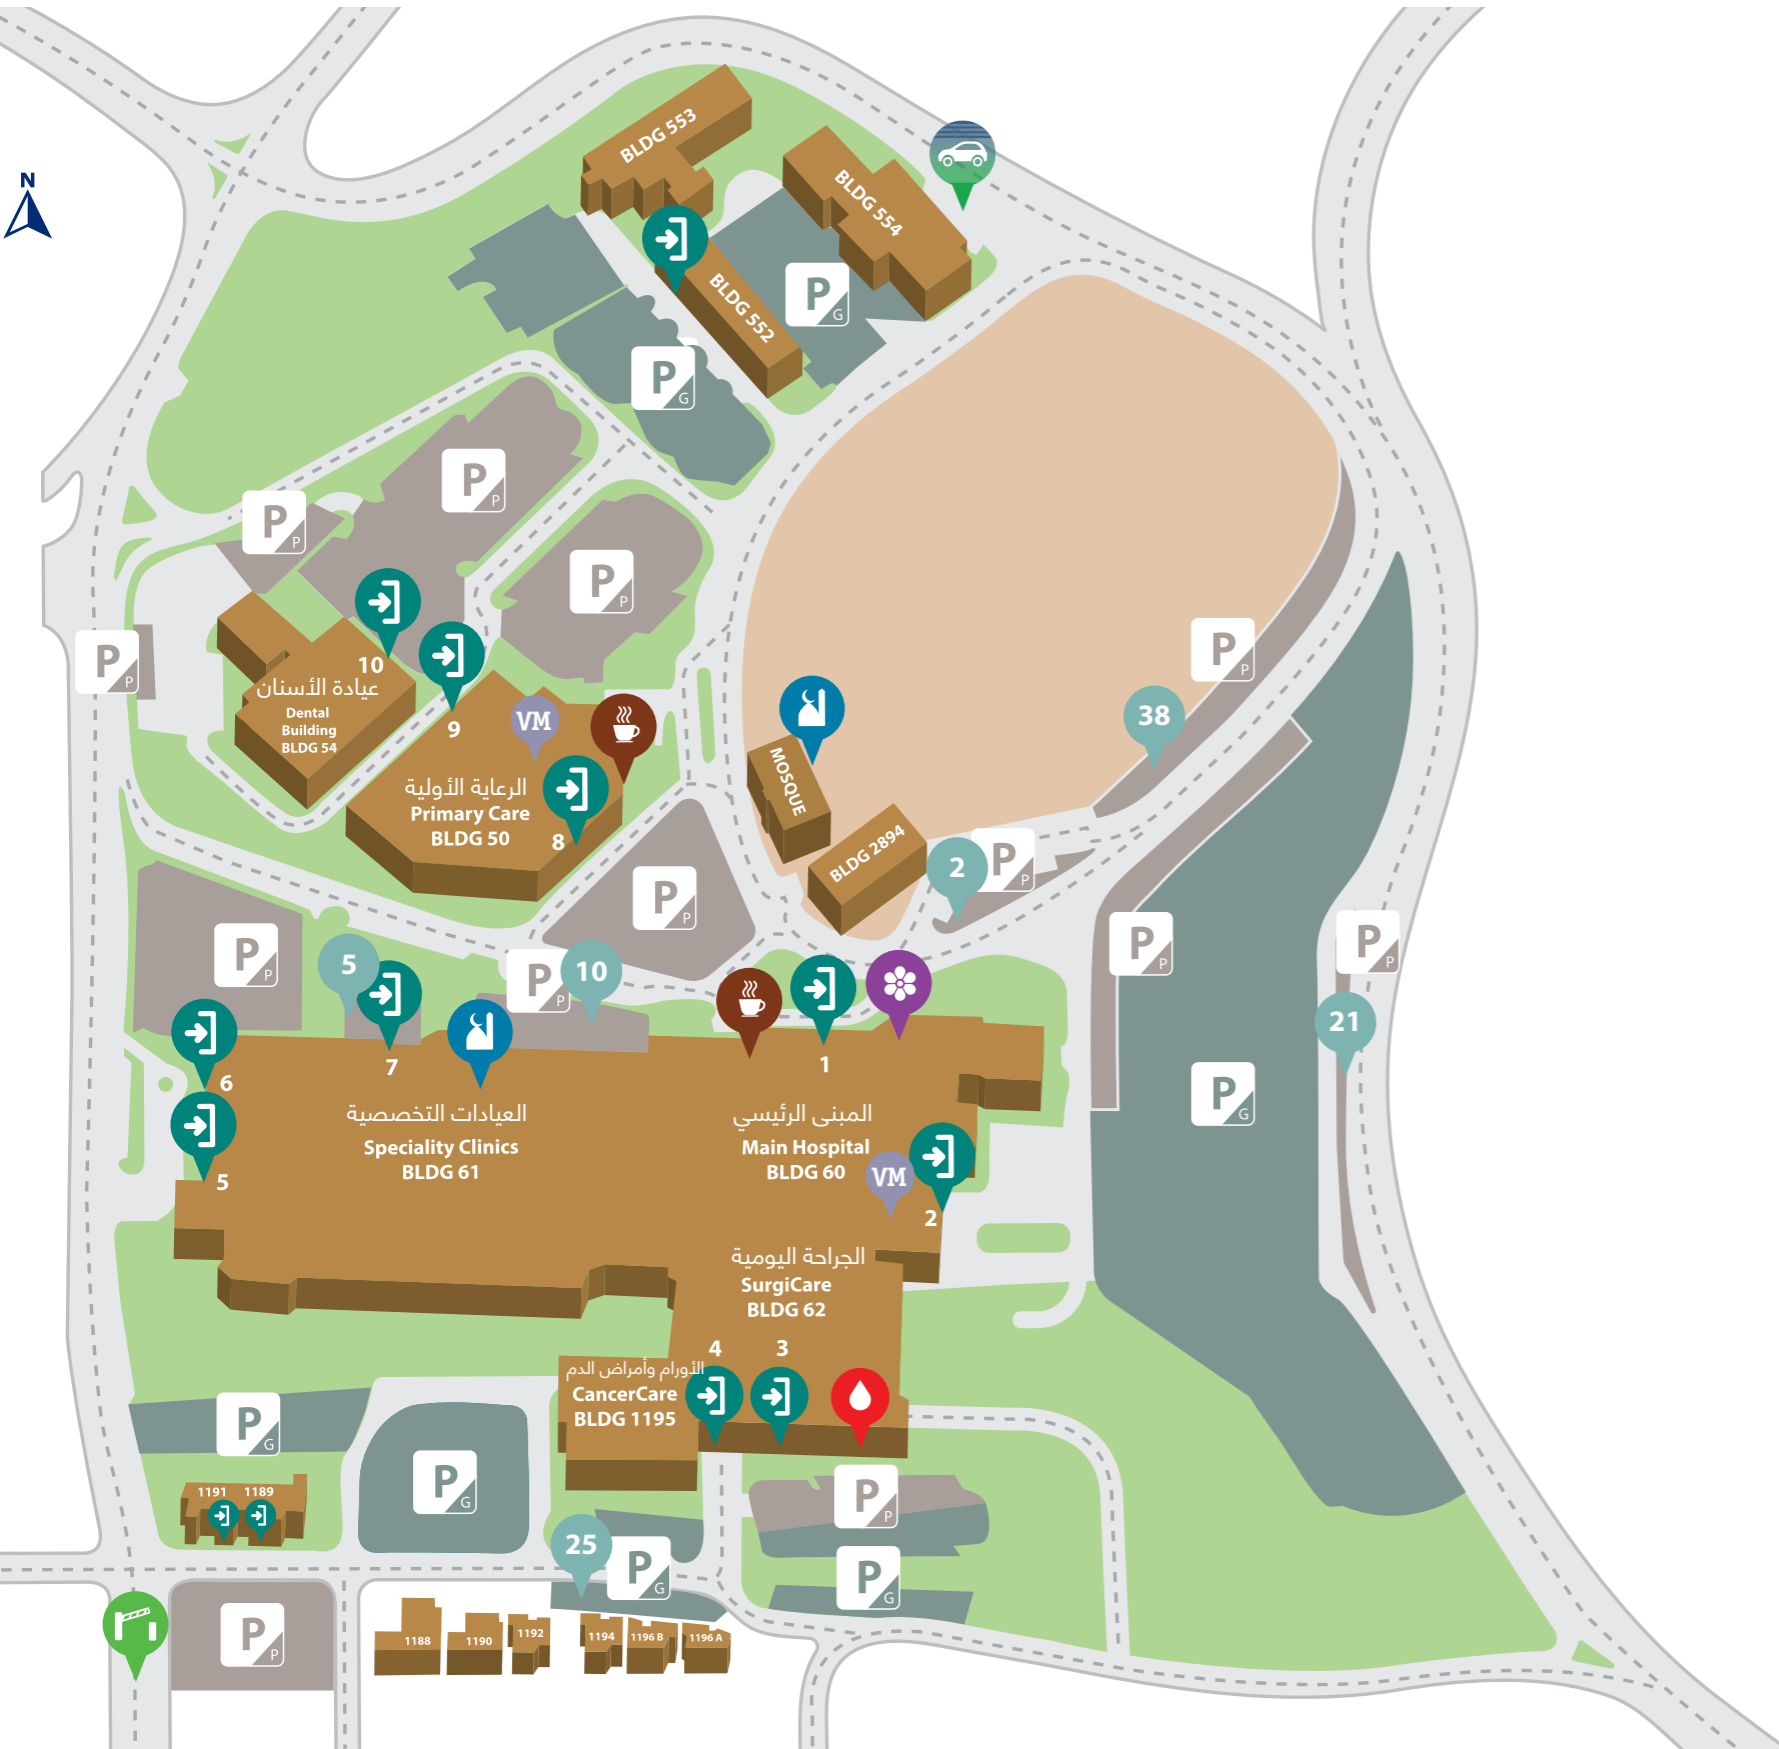 N
BLDG 553
BLDG 554
BLDG 552
P G
P G
P P
P P
P P
P P
P P
10
عيادة الأسنان
Dental
Building
BLDG 54
9
VM
الرعاية الأولية
Primary Care
BLDG 50
8
MOSQUE
BLDG 2894
38
2
P P
P P
P P
P P
P P
5
P P
10
21
P G
6
7
1
5
العيادات التخصصية
Speciality Clinics
BLDG 61
المبنى الرئيسي
Main Hospital
BLDG 60
VM
2
الجراحة اليومية
SurgiCare
BLDG 62
4
3
الأورام وأمراض الدم
CancerCare
BLDG 1195
P G
P G
P P
1191
1189
25
P G
P G
P P
1188
1190
1192
1194
1196 B
1196 A